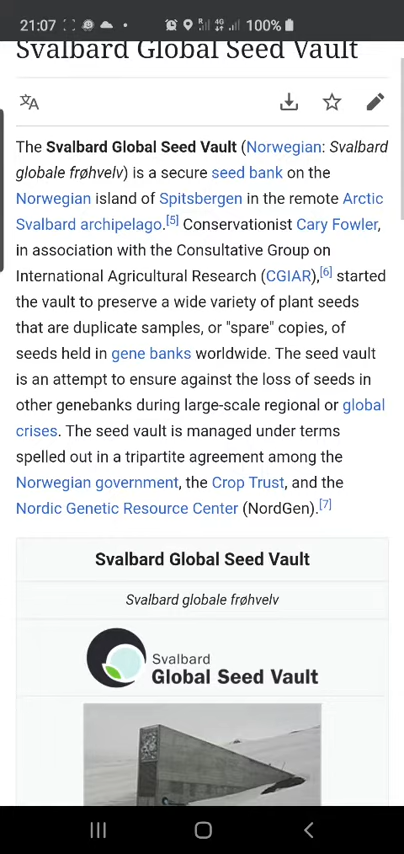 21:07
R
4G
100%
Svalbard Global Seed Vault
The Svalbard Global Seed Vault (Norwegian: Svalbard
globale frøhvelv) is a secure seed bank on the
Norwegian island of Spitsbergen in the remote Arctic
Svalbard archipelago.[5] Conservationist Cary Fowler,
in association with the Consultative Group on
International Agricultural Research (CGIAR),[6] started
the vault to preserve a wide variety of plant seeds
that are duplicate samples, or "spare" copies, of
seeds held in gene banks worldwide. The seed vault
is an attempt to ensure against the loss of seeds in
other genebanks during large-scale regional or global
crises. The seed vault is managed under terms
spelled out in a tripartite agreement among the
Norwegian government, the Crop Trust, and the
Nordic Genetic Resource Center (NordGen).[7]
Svalbard Global Seed Vault
Svalbard globale frøhvelv
Svalbard
Global Seed Vault